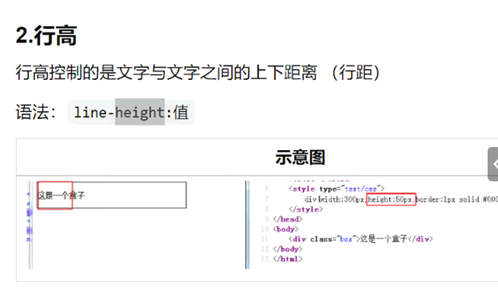 2.行高
行高控制的是文字与文字之间的上下距离 （行距）
语法： line-height:值
示意图
这是一个盒子
6 <style type="text/css">
7 div{width:300px;height:50px;border:1px solid #000
8 </style>
9 </head>
10 <body>
11 <div class="box">这是一个盒子</div>
12 </body>
13 </html>